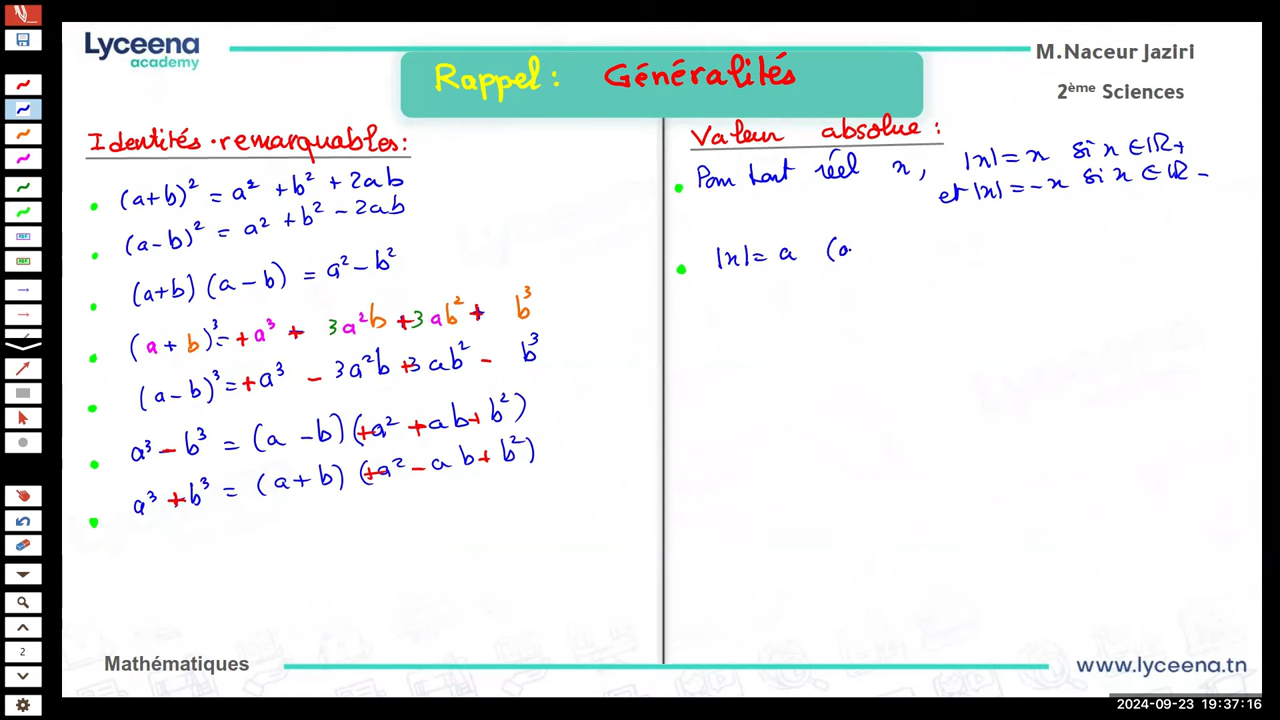 Lyceena
academy
Rappel : Généralités
M.Naceur Jaziri
2ème Sciences
Identités remarquables :
(a+b)² = a² + b² + 2ab
(a-b)² = a² + b² - 2ab
(a+b) (a-b) = a² - b²
(a+b)³ = +a³ + 3a²b + 3ab² + b³
(a-b)³ = +a³ - 3a²b + 3ab² - b³
a³ - b³ = (a-b) (+a² + ab + b²)
a³ + b³ = (a+b) (+a² - ab + b²)
Valeur absolue :
Pour tout réel x, |x| = x si x ∈ ℝ+
et |x| = -x si x ∈ ℝ-
|x| = a (a
Mathématiques
www.lyceena.tn
2
2024-09-23 19:37:16